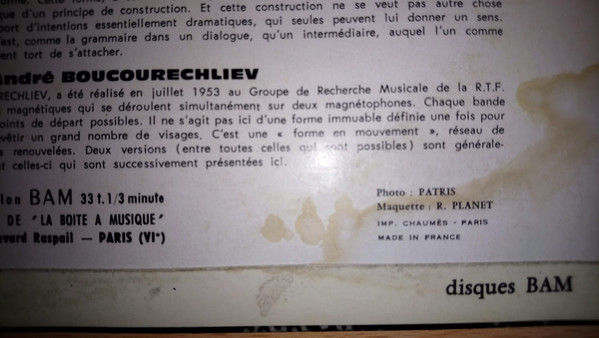 orme. Cette forme, d
que d'un principe de construction. Et cette construction ne se veut pas autre chose
port d'intentions essentiellement dramatiques, qui seules peuvent lui donner un sens.
est, comme la grammaire dans un dialogue, qu'un intermédiaire, auquel l'un comme
ent tort de s'attacher.
André BOUCOURECHLIEV
RECHLIEV, a été réalisé en juillet 1953 au Groupe de Recherche Musicale de la R.T.F.
magnétiques qui se déroulent simultanément sur deux magnétophones. Chaque bande
oints de départ possibles. Il ne s'agit pas ici d'une forme immuable définie une fois pour
evêtir un grand nombre de visages. C'est une « forme en mouvement », réseau de
s renouvelées. Deux versions (entre toutes celles qui sont possibles) sont générale-
t celles-ci qui sont successivement présentées ici.
lon BAM 33 t. 1/3 minute
DE "LA BOITE A MUSIQUE"
evard Raspail — PARIS (VIe)
Photo : PATRIS
Maquette : R. PLANET
IMP. CHAUMÈS - PARIS
MADE IN FRANCE
disques BAM